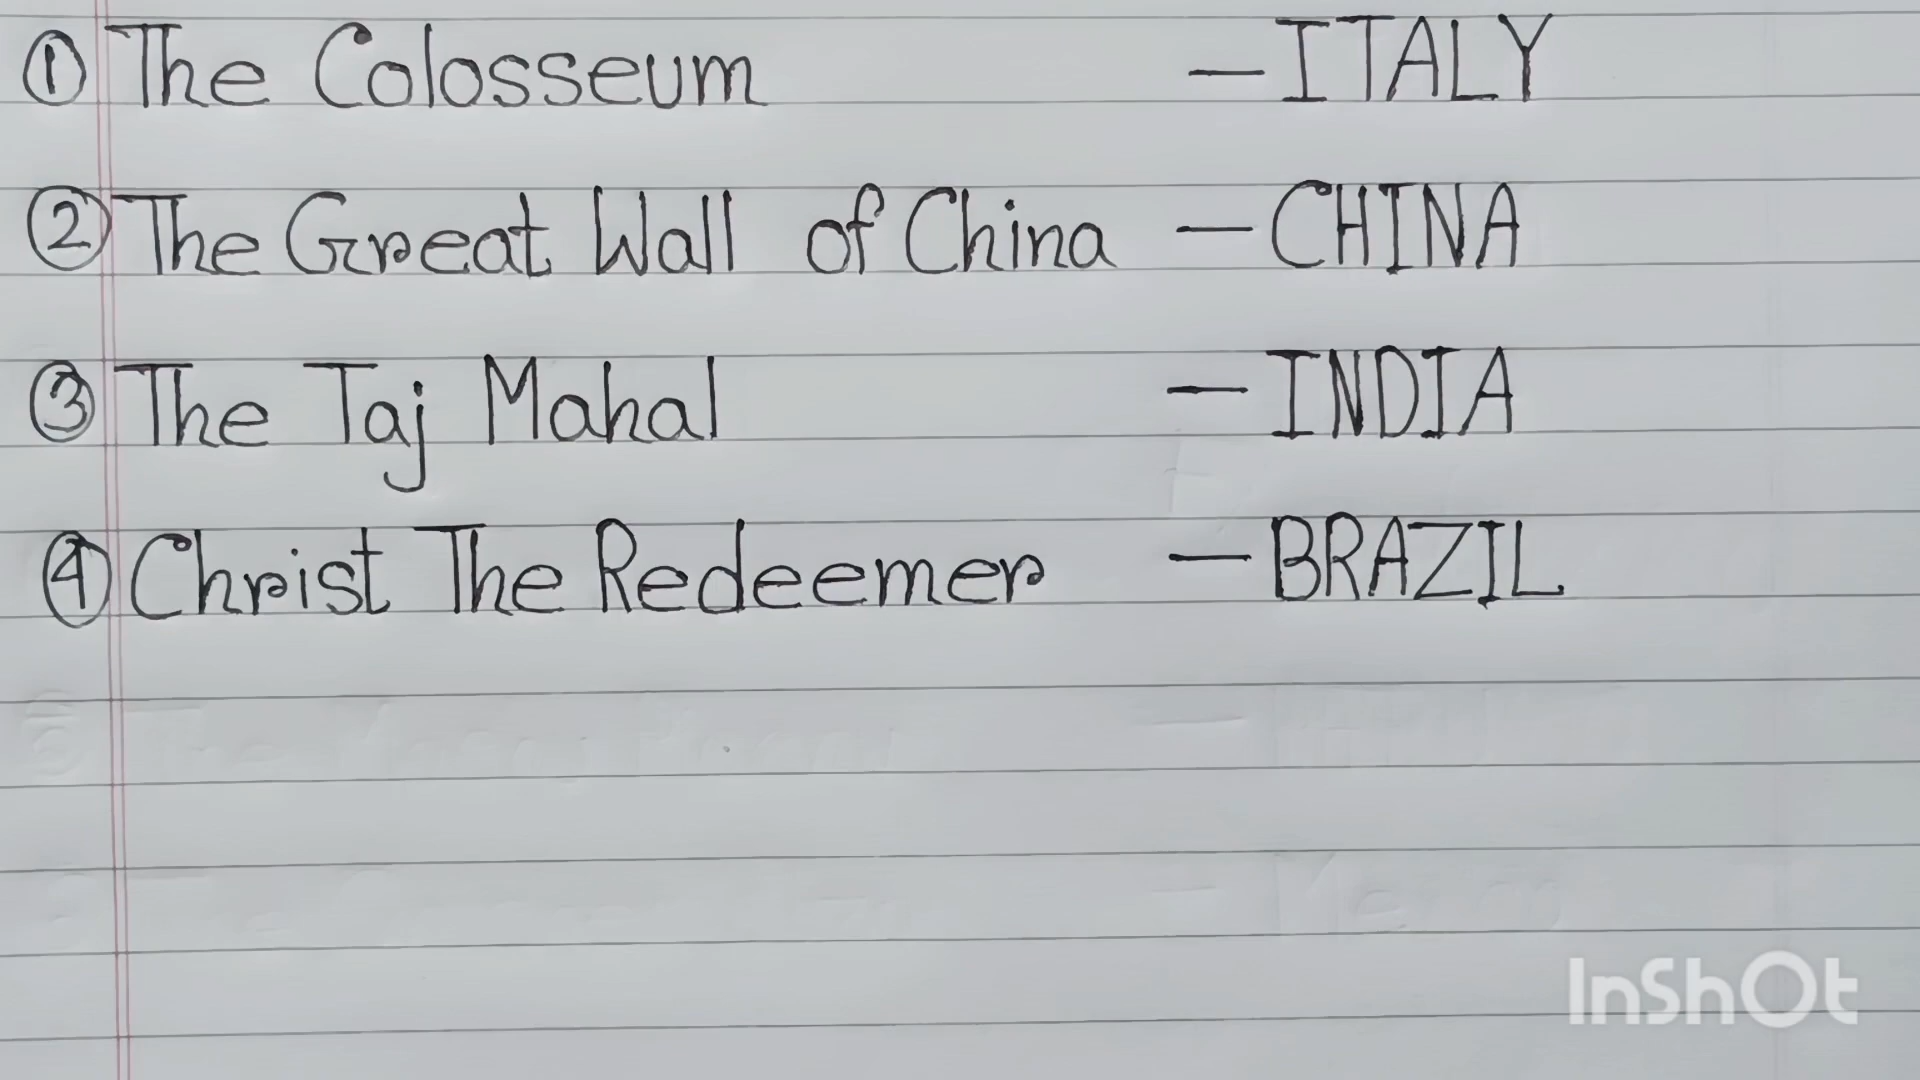 ① The Colosseum — ITALY
② The Great Wall of China — CHINA
③ The Taj Mahal — INDIA
④ Christ The Redeemer — BRAZIL
InShOt